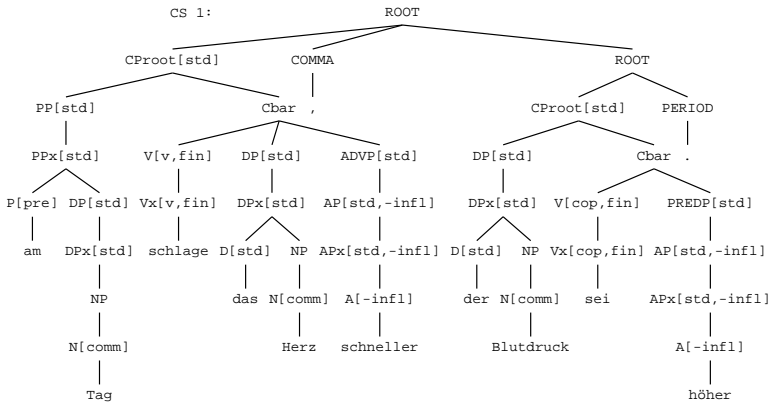 CS 1: ROOT
CProot[std] COMMA ROOT
PP[std] Cbar , CProot[std] PERIOD
PPx[std] V[v,fin] DP[std] ADVP[std] DP[std] Cbar .
P[pre] DP[std] Vx[v,fin] DPx[std] AP[std,-infl] DPx[std] V[cop,fin] PREDP[std]
am DPx[std] schlage D[std] NP APx[std,-infl] D[std] NP Vx[cop,fin] AP[std,-infl]
NP das N[comm] A[-infl] der N[comm] sei APx[std,-infl]
N[comm] Herz schneller Blutdruck A[-infl]
Tag höher